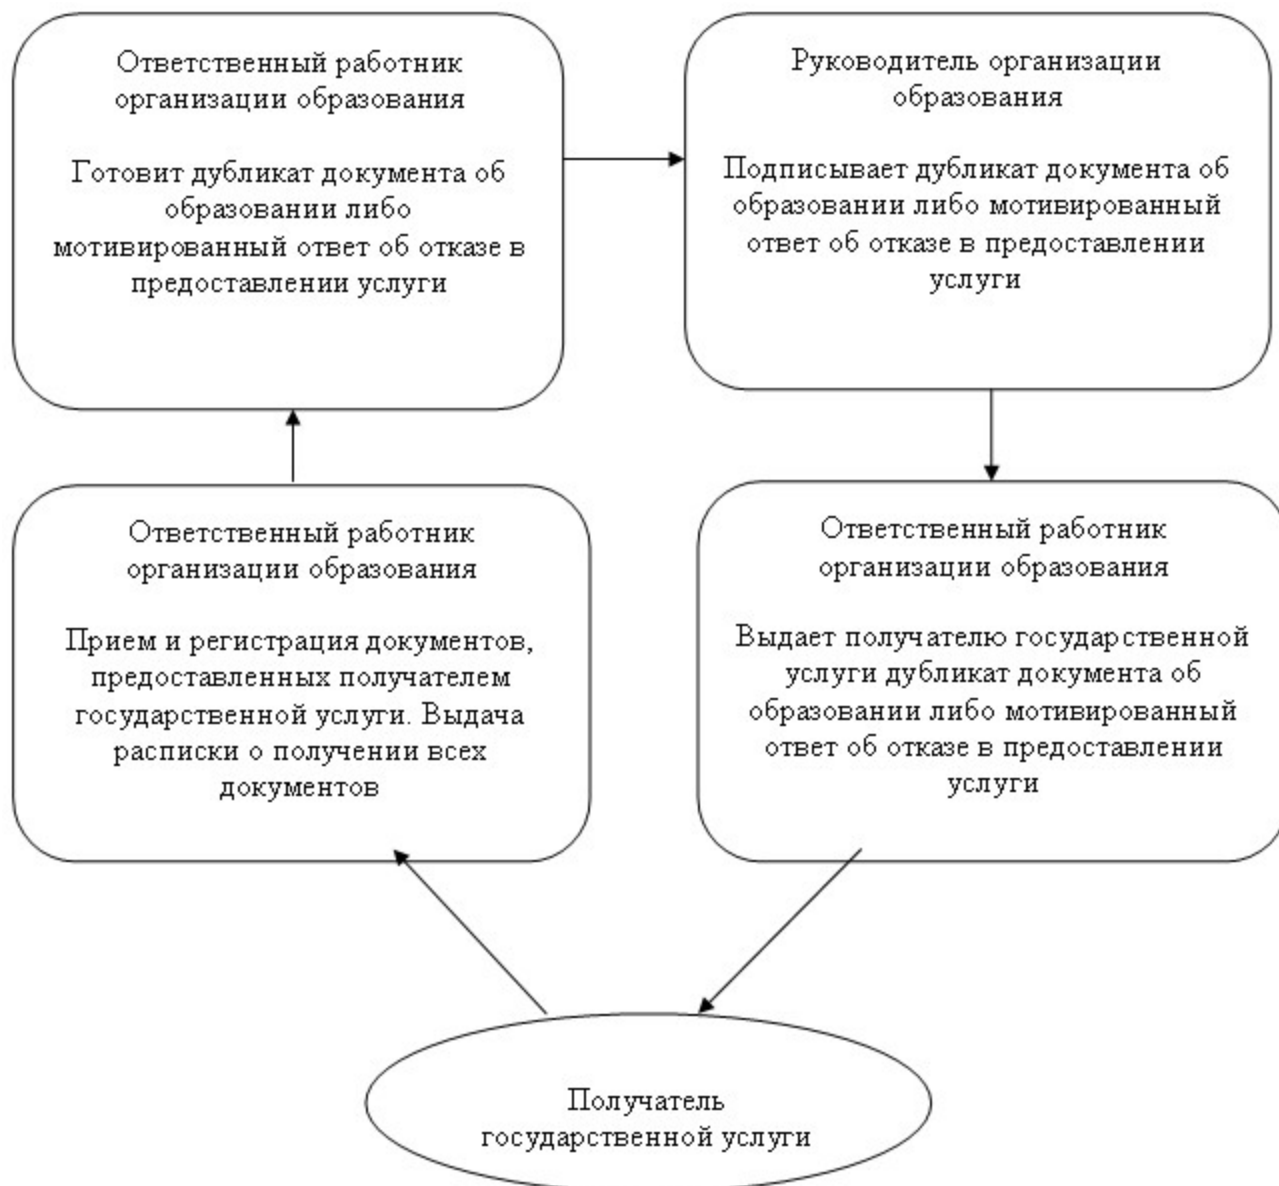 Ответственный работник
организации образования
Готовит дубликат документа об
образовании либо
мотивированный ответ об отказе в
предоставлении услуги
Руководитель организации
образования
Подписывает дубликат документа об
образовании либо мотивированный
ответ об отказе в предоставлении
услуги
Ответственный работник
организации образования
Прием и регистрация документов,
предоставленных получателем
государственной услуги. Выдача
расписки о получении всех
документов
Ответственный работник
организации образования
Выдает получателю государственной
услуги дубликат документа об
образовании либо мотивированный
ответ об отказе в предоставлении
услуги
Получатель
государственной услуги